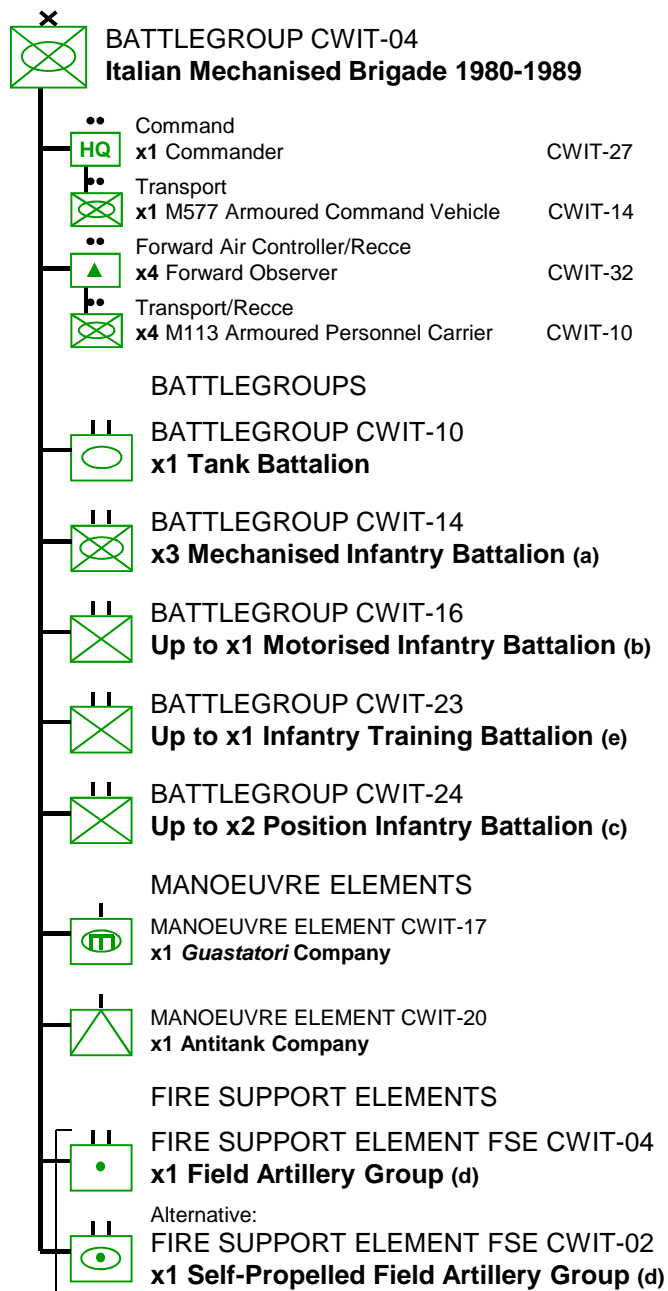 BATTLEGROUP CWIT-04
Italian Mechanised Brigade 1980-1989
Command
HQ x1 Commander CWIT-27
Transport
x1 M577 Armoured Command Vehicle CWIT-14
Forward Air Controller/Recce
x4 Forward Observer CWIT-32
Transport/Recce
x4 M113 Armoured Personnel Carrier CWIT-10
BATTLEGROUPS
BATTLEGROUP CWIT-10
x1 Tank Battalion
BATTLEGROUP CWIT-14
x3 Mechanised Infantry Battalion (a)
BATTLEGROUP CWIT-16
Up to x1 Motorised Infantry Battalion (b)
BATTLEGROUP CWIT-23
Up to x1 Infantry Training Battalion (e)
BATTLEGROUP CWIT-24
Up to x2 Position Infantry Battalion (c)
MANOEUVRE ELEMENTS
MANOEUVRE ELEMENT CWIT-17
x1 Guastatori Company
MANOEUVRE ELEMENT CWIT-20
x1 Antitank Company
FIRE SUPPORT ELEMENTS
FIRE SUPPORT ELEMENT FSE CWIT-04
x1 Field Artillery Group (d)
Alternative:
FIRE SUPPORT ELEMENT FSE CWIT-02
x1 Self-Propelled Field Artillery Group (d)